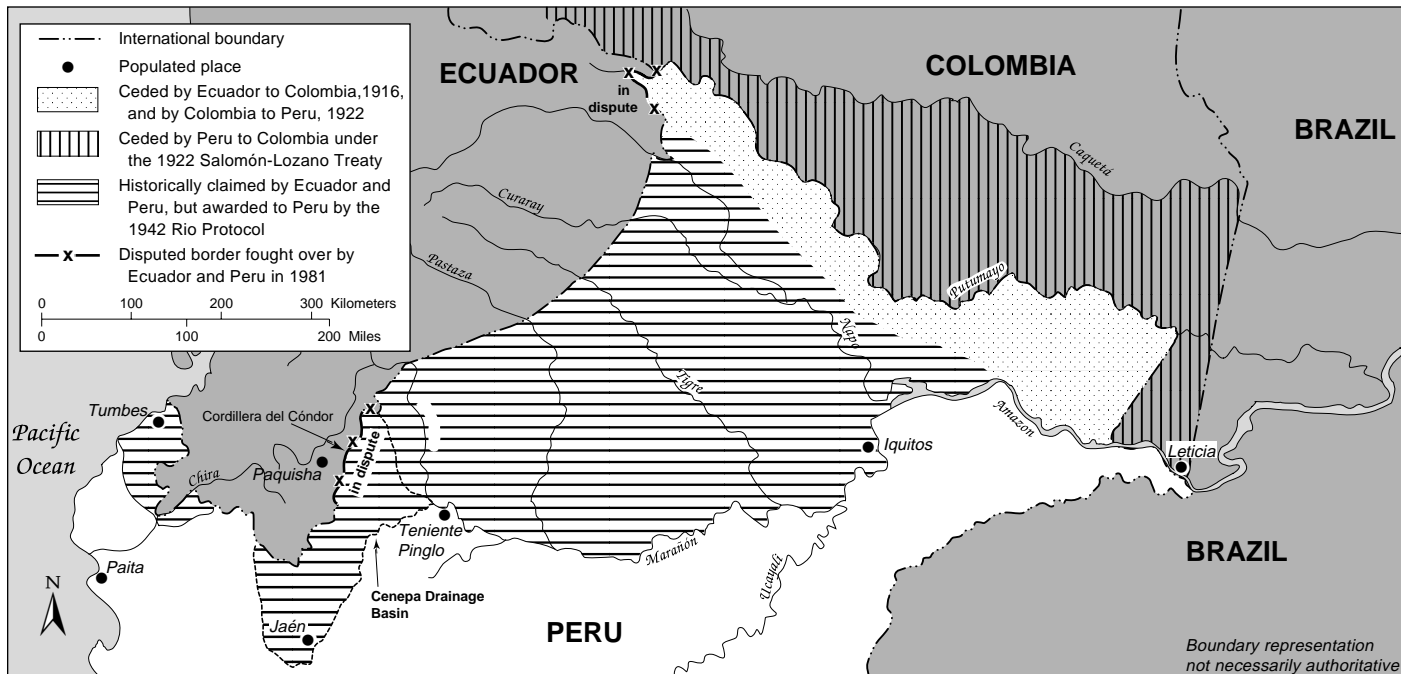 International boundary
Populated place
Ceded by Ecuador to Colombia,1916,
and by Colombia to Peru, 1922
Ceded by Peru to Colombia under
the 1922 Salomón-Lozano Treaty
Historically claimed by Ecuador and
Peru, but awarded to Peru by the
1942 Rio Protocol
x
Disputed border fought over by
Ecuador and Peru in 1981
0 100 200 300 Kilometers
0 100 200 Miles
ECUADOR
COLOMBIA
BRAZIL
x x
in
dispute
x
Caquetá
Curaray
Pastaza
Putumayo
Napo
Tigre
Tumbes
Cordillera del Cóndor
x
Pacific
Ocean
x
in dispute
x
Chira
Paquisha
Iquitos
Amazon
Leticia
Teniente
Pinglo
Marañón
Ucayali
BRAZIL
N
Paita
Cenepa Drainage
Basin
Jaén
PERU
Boundary representation
not necessarily authoritative